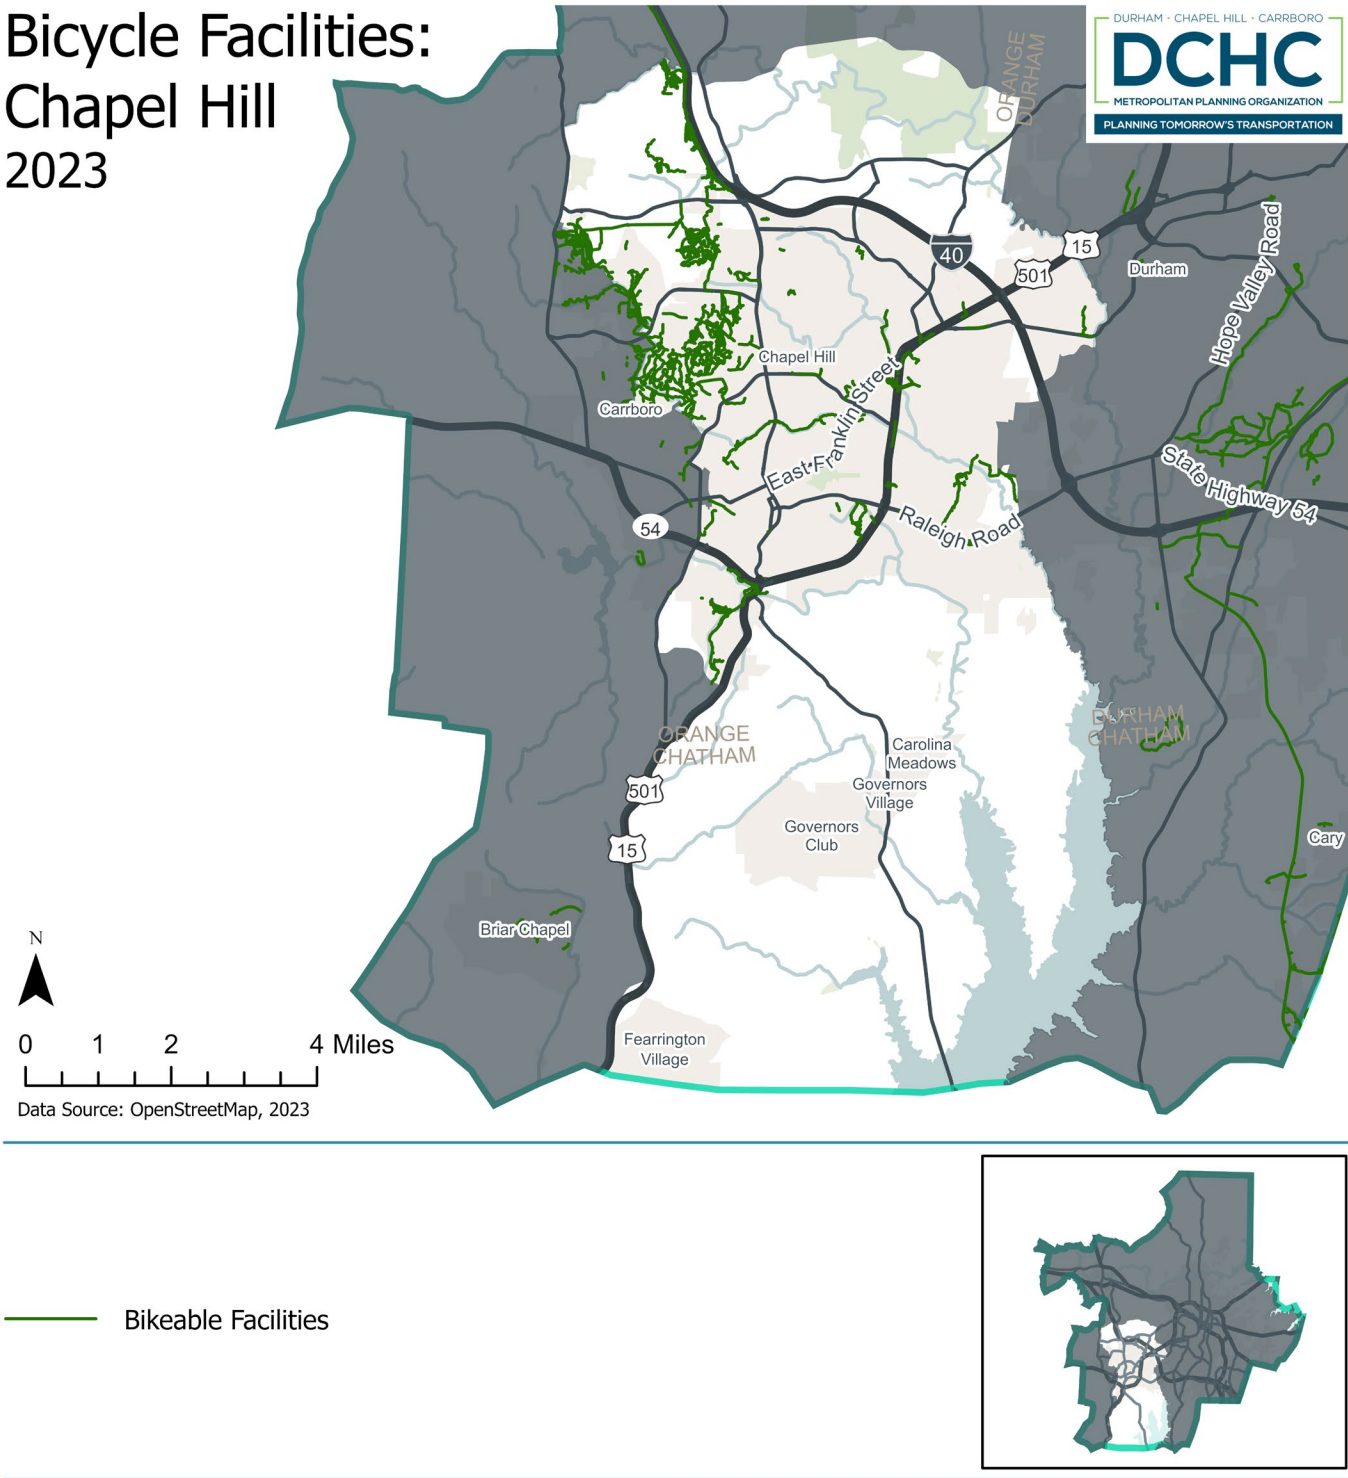 Bicycle Facilities:
Chapel Hill
2023
DURHAM · CHAPEL HILL · CARRBORO
DCHC
METROPOLITAN PLANNING ORGANIZATION
PLANNING TOMORROW'S TRANSPORTATION
ORANGE
DURHAM
40
501
15
Durham
Hope Valley Road
Chapel Hill
Carrboro
East Franklin Street
State Highway 54
54
Raleigh Road
ORANGE
CHATHAM
DURHAM
CHATHAM
Carolina
Meadows
501
Governors
Village
Governors
Club
15
Cary
Briar Chapel
N
Fearrington
Village
0 1 2 4 Miles
Data Source: OpenStreetMap, 2023
Bikeable Facilities